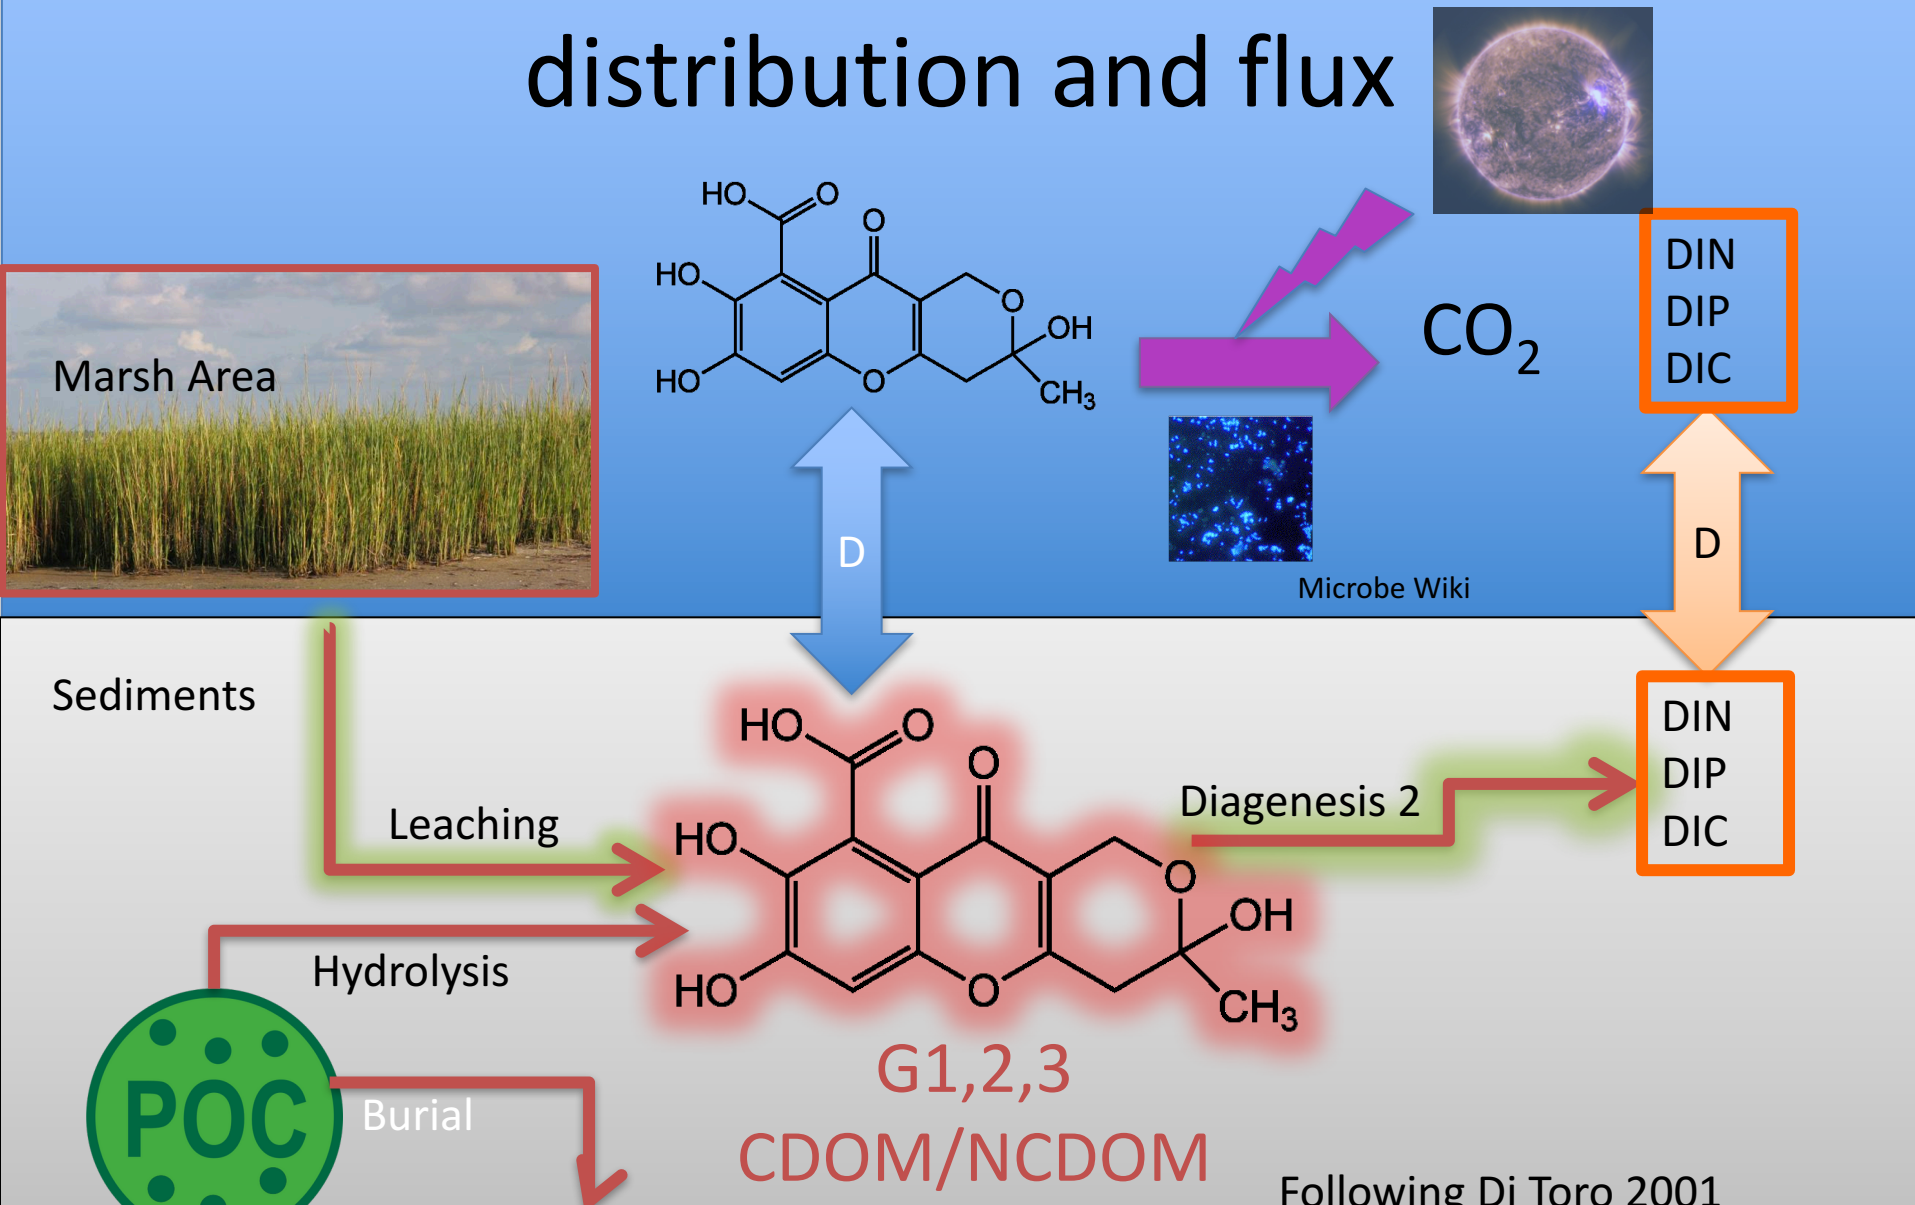 distribution and flux
HO
O
O
HO
O
OH
HO
O
CH3
CO2
DIN
DIP
DIC
Marsh Area
D
D
Microbe Wiki
Sediments
HO
O
O
Leaching
HO
O
OH
Diagenesis 2
DIN
DIP
DIC
Hydrolysis
HO
O
CH3
POC
Burial
G1,2,3
CDOM/NCDOM
Following Di Toro 2001